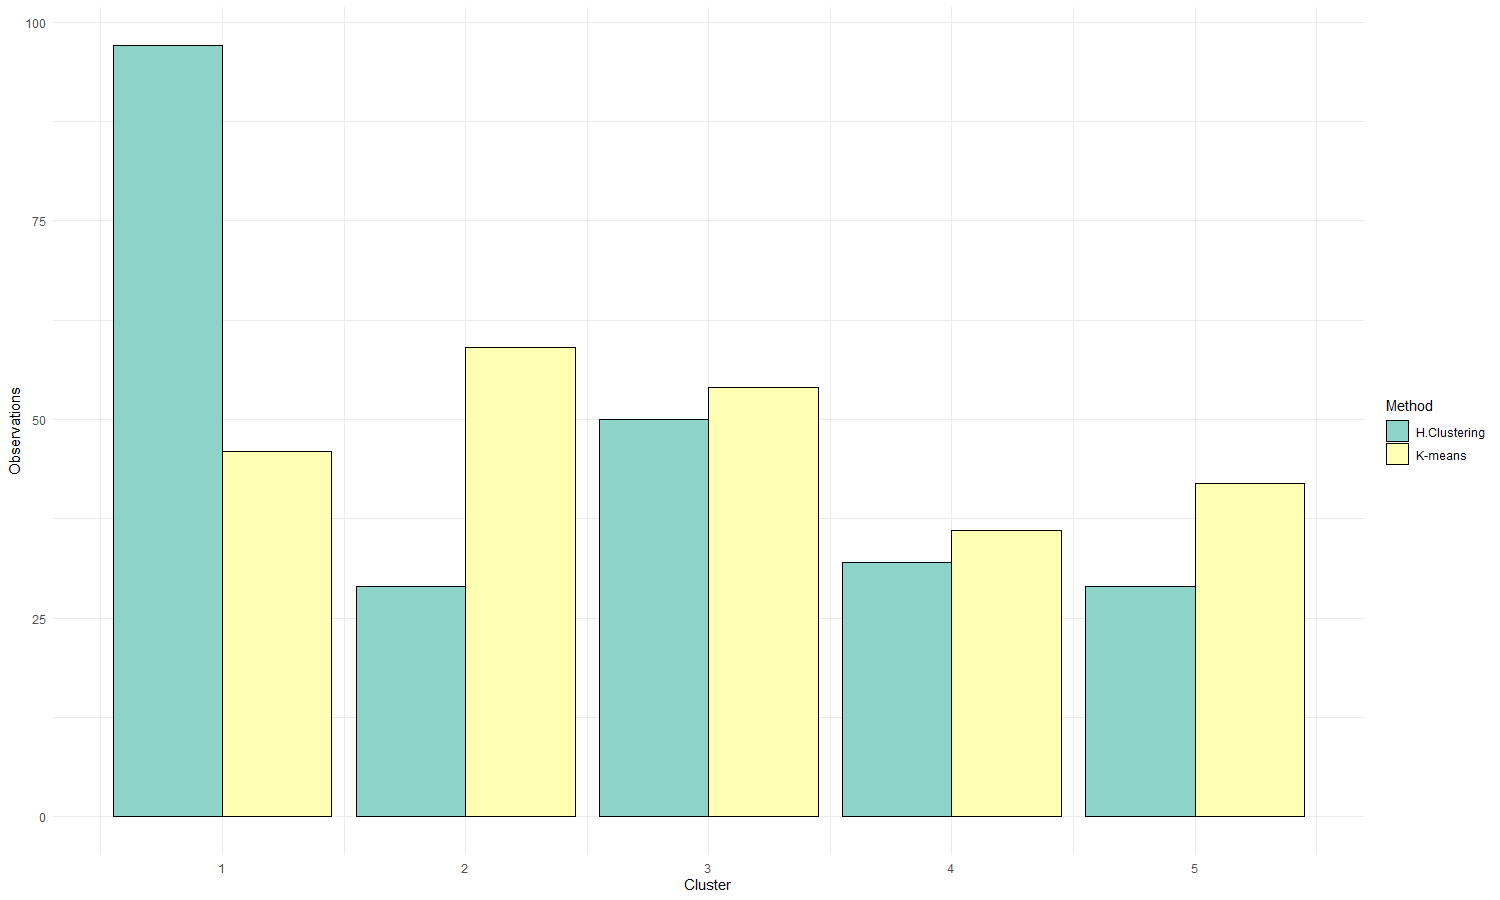 100
75
50
25
0
Observations
1 2 3 4 5
Cluster
Method
H.Clustering
K-means